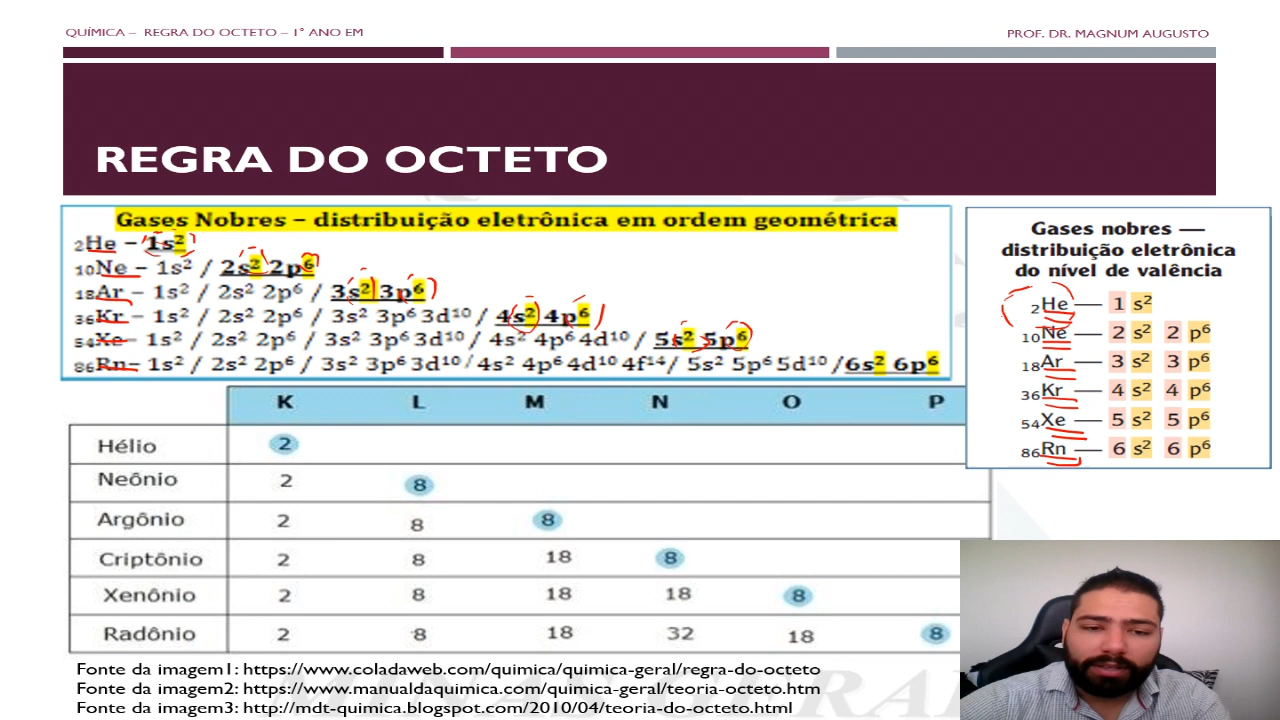 QUÍMICA – REGRA DO OCTETO – 1° ANO EM
PROF. DR. MAGNUM AUGUSTO
REGRA DO OCTETO
Gases Nobres – distribuição eletrônica em ordem geométrica
₂He – 1s²
₁₀Ne – 1s² / 2s² 2p⁶
₁₈Ar – 1s² / 2s² 2p⁶ / 3s² 3p⁶
₃₆Kr – 1s² / 2s² 2p⁶ / 3s² 3p⁶ 3d¹⁰ / 4s² 4p⁶
₅₄Xe – 1s² / 2s² 2p⁶ / 3s² 3p⁶ 3d¹⁰ / 4s² 4p⁶ 4d¹⁰ / 5s² 5p⁶
₈₆Rn – 1s² / 2s² 2p⁶ / 3s² 3p⁶ 3d¹⁰ / 4s² 4p⁶ 4d¹⁰ 4f¹⁴ / 5s² 5p⁶ 5d¹⁰ / 6s² 6p⁶
Gases nobres —
distribuição eletrônica
do nível de valência
₂He — 1 s²
₁₀Ne — 2 s² 2 p⁶
₁₈Ar — 3 s² 3 p⁶
₃₆Kr — 4 s² 4 p⁶
₅₄Xe — 5 s² 5 p⁶
₈₆Rn — 6 s² 6 p⁶
K L M N O P
Hélio 2
Neônio 2 8
Argônio 2 8 8
Criptônio 2 8 18 8
Xenônio 2 8 18 18 8
Radônio 2 8 18 32 18 8
Fonte da imagem1: https://www.coladaweb.com/quimica/quimica-geral/regra-do-octeto
Fonte da imagem2: https://www.manualdaquimica.com/quimica-geral/teoria-octeto.htm
Fonte da imagem3: http://mdt-quimica.blogspot.com/2010/04/teoria-do-octeto.html
MINAS GERA